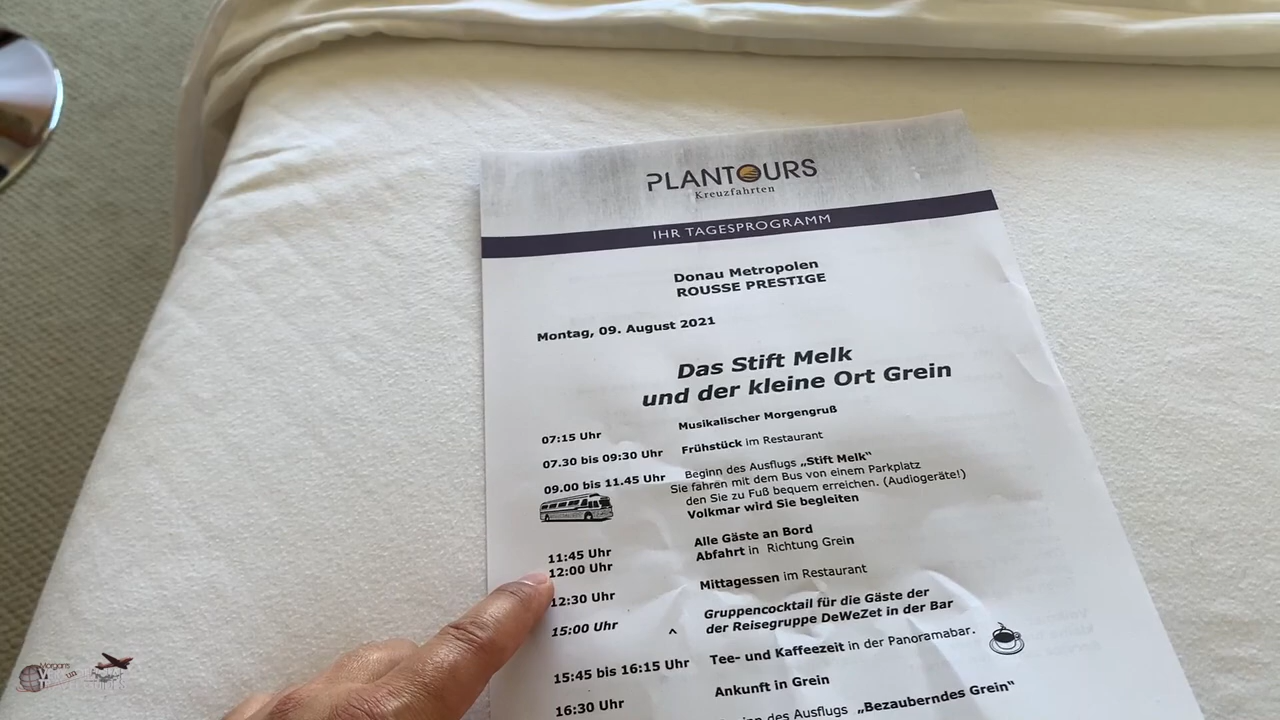 PLANTOURS
Kreuzfahrten
IHR TAGESPROGRAMM
Donau Metropolen
ROUSSE PRESTIGE
Montag, 09. August 2021
Das Stift Melk
und der kleine Ort Grein
07:15 Uhr Musikalischer Morgengruß
07.30 bis 09:30 Uhr Frühstück im Restaurant
09.00 bis 11.45 Uhr Beginn des Ausflugs „Stift Melk“
Sie fahren mit dem Bus von einem Parkplatz
den Sie zu Fuß bequem erreichen. (Audiogeräte!)
Volkmar wird Sie begleiten
11:45 Uhr Alle Gäste an Bord
12:00 Uhr Abfahrt in Richtung Grein
12:30 Uhr Mittagessen im Restaurant
15:00 Uhr ^ Gruppencocktail für die Gäste der
der Reisegruppe DeWeZet in der Bar
15:45 bis 16:15 Uhr Tee- und Kaffeezeit in der Panoramabar.
16:30 Uhr Ankunft in Grein
des Ausflugs „Bezauberndes Grein“
Morgan's